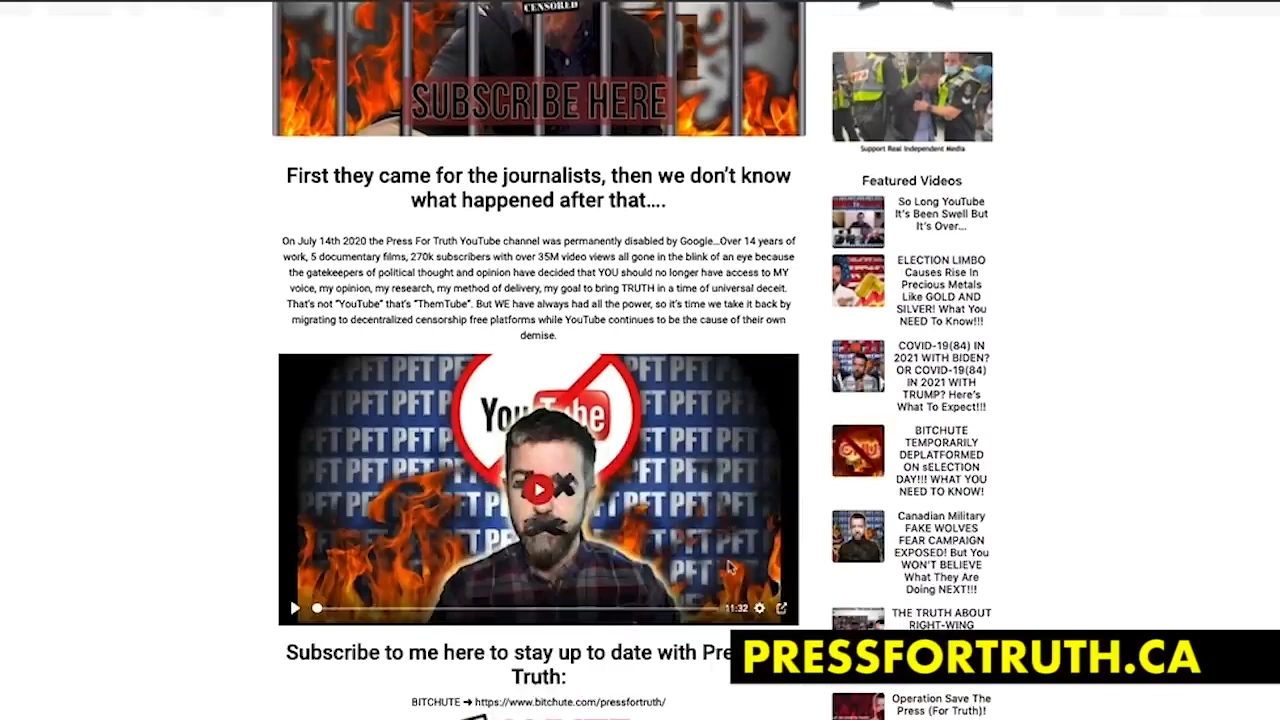 CENSORED
SUBSCRIBE HERE
First they came for the journalists, then we don't know
what happened after that....
On July 14th 2020 the Press For Truth YouTube channel was permanently disabled by Google...Over 14 years of
work, 5 documentary films, 270k subscribers with over 35M video views all gone in the blink of an eye because
the gatekeepers of political thought and opinion have decided that YOU should no longer have access to MY
voice, my opinion, my research, my method of delivery, my goal to bring TRUTH in a time of universal deceit.
That's not "YouTube" that's "ThemTube". But WE have always had all the power, so it's time we take it back by
migrating to decentralized censorship free platforms while YouTube continues to be the cause of their own
demise.
PFT PFT PFT
PFT PFT PFT
YouTube
11:32
Subscribe to me here to stay up to date with Pre
Truth:
BITCHUTE ➜ https://www.bitchute.com/pressfortruth/
Support Real Independent Media
Featured Videos
So Long YouTube
It's Been Swell But
It's Over...
ELECTION LIMBO
Causes Rise In
Precious Metals
Like GOLD AND
SILVER! What You
NEED To Know!!!
COVID-19(84) IN
2021 WITH BIDEN?
OR COVID-19(84)
IN 2021 WITH
TRUMP? Here's
What To Expect!!!
BITCHUTE
TEMPORARILY
DEPLATFORMED
ON sELECTION
DAY!!! WHAT YOU
NEED TO KNOW!
Canadian Military
FAKE WOLVES
FEAR CAMPAIGN
EXPOSED! But You
WON'T BELIEVE
What They Are
Doing NEXT!!!
THE TRUTH ABOUT
RIGHT-WING
PRESSFORTRUTH.CA
Operation Save The
Press (For Truth)!